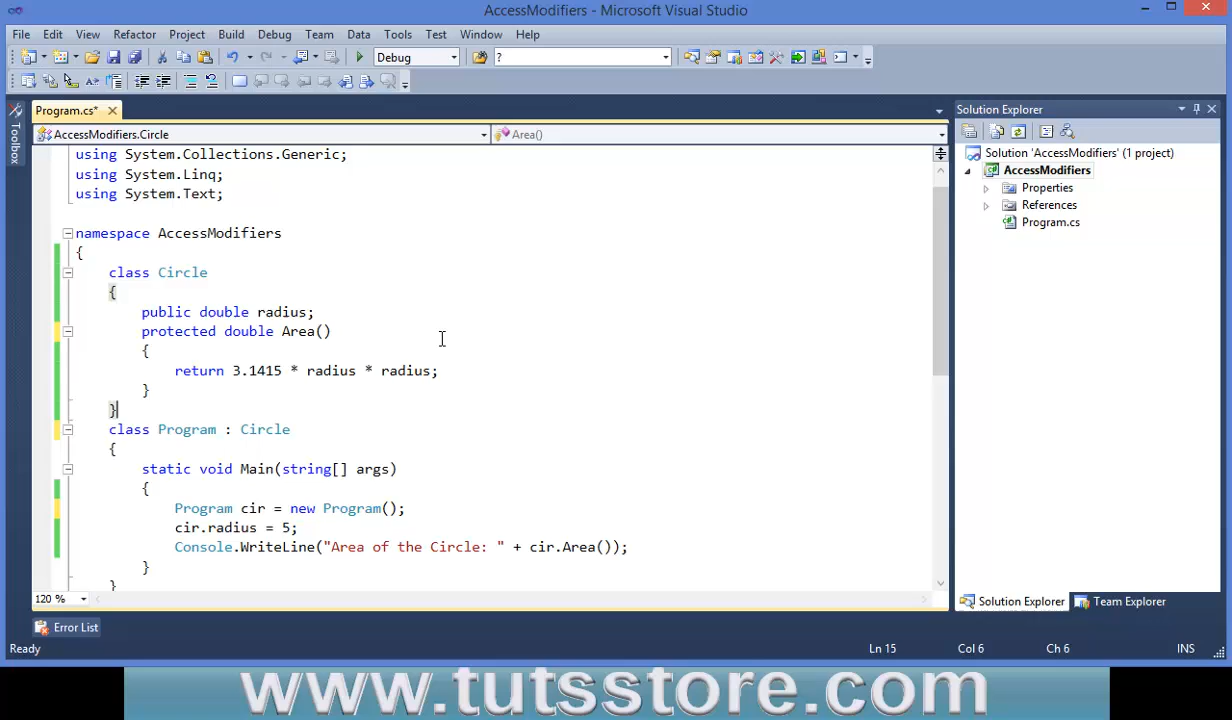 AccessModifiers - Microsoft Visual Studio
File Edit View Refactor Project Build Debug Team Data Tools Test Window Help
Debug ?
Program.cs* Solution Explorer
AccessModifiers.Circle Area()
Toolbox
using System.Collections.Generic;
using System.Linq;
using System.Text;
namespace AccessModifiers
{
class Circle
{
public double radius;
protected double Area()
{
return 3.1415 * radius * radius;
}
}
class Program : Circle
{
static void Main(string[] args)
{
Program cir = new Program();
cir.radius = 5;
Console.WriteLine("Area of the Circle: " + cir.Area());
}
}
Solution 'AccessModifiers' (1 project)
AccessModifiers
Properties
References
Program.cs
120 %
Solution Explorer Team Explorer
Error List
Ready Ln 15 Col 6 Ch 6 INS
www.tutsstore.com